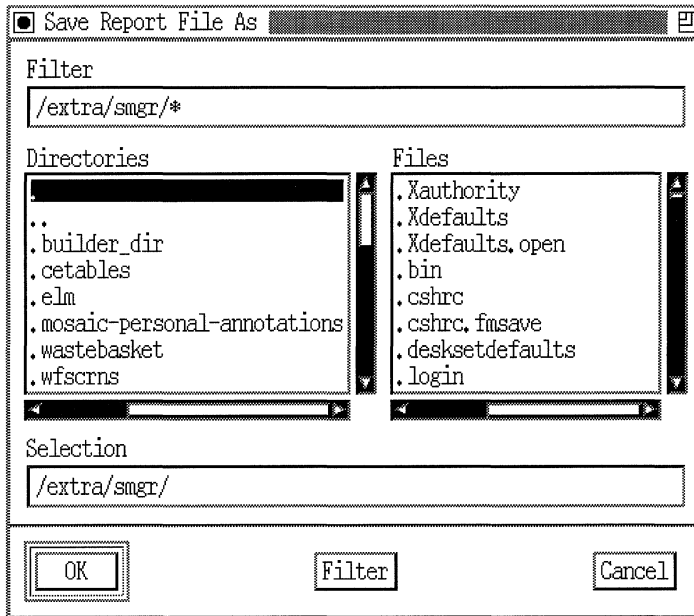 Save Report File As
Filter
/extra/smgr/*
Directories
.
..
.builder_dir
.cetables
.elm
.mosaic-personal-annotations
.wastebasket
.wfscrns
Files
.Xauthority
.Xdefaults
.Xdefaults.open
.bin
.cshrc
.cshrc.fmsave
.desksetdefaults
.login
Selection
/extra/smgr/
OK
Filter
Cancel